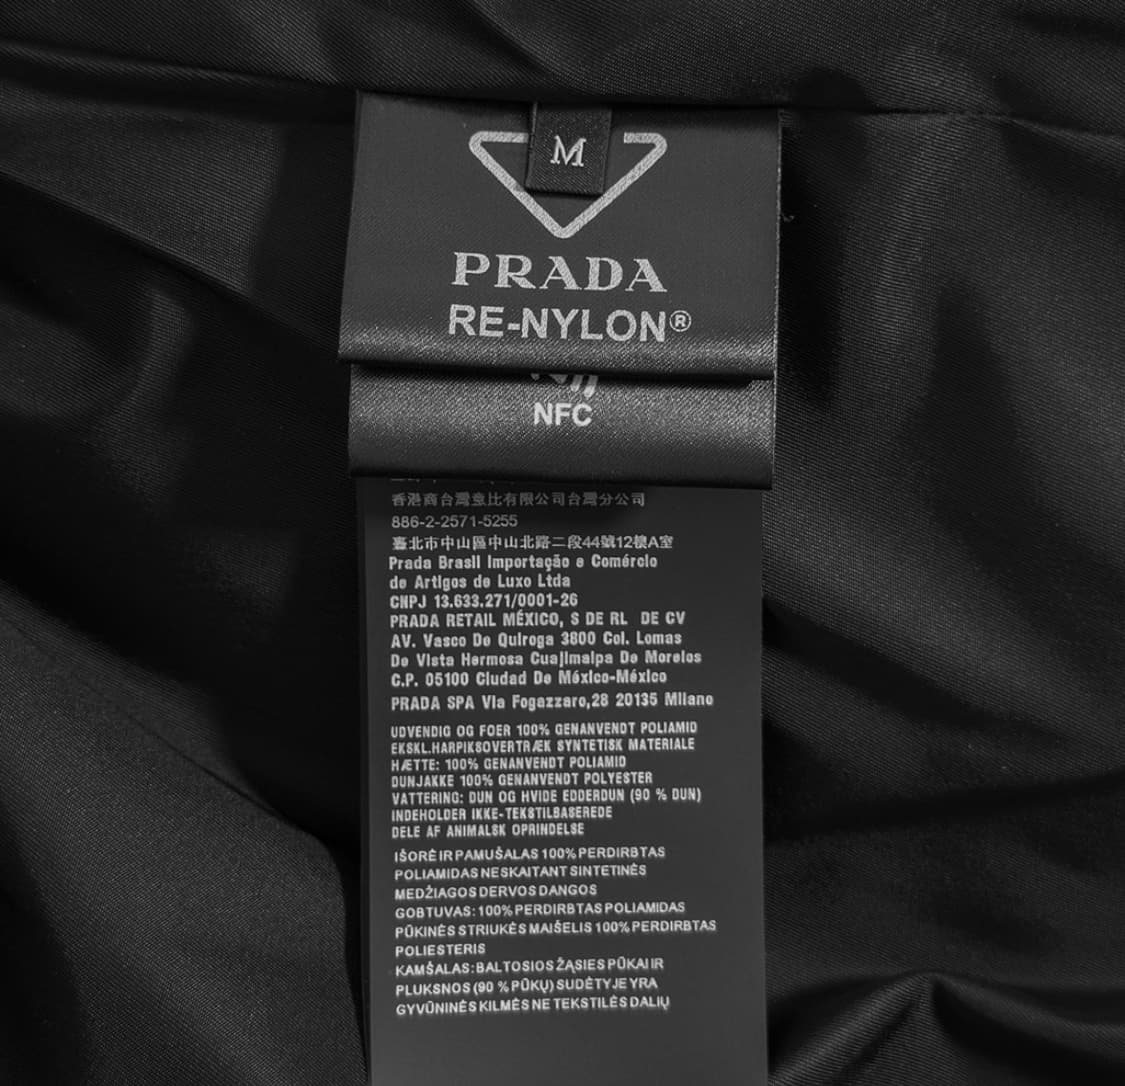 M
PRADA
RE-NYLON®
NFC
香港商台灣
有限公司台灣分公司
886-2-2571-5255
臺北市中山區中山北路二段44號12樓A室
Prada Brasil Importação e Comércio
de Artigos de Luxo Ltda
CNPJ 13.633.271/0001-26
PRADA RETAIL MÉXICO, S DE RL DE CV
AV. Vasco De Quiroga 3800 Col. Lomas
De Vista Hermosa Cuajimalpa De Morelos
C.P. 05100 Ciudad De México-México
PRADA SPA Via Fogazzaro,28 20135 Milano
UDVENDIG OG FOER 100% GENANVENDT POLIAMID
EKSKL.HARPIKSOVERTRÆK SYNTETISK MATERIALE
HÆTTE: 100% GENANVENDT POLIAMID
DUNJAKKE 100% GENANVENDT POLYESTER
VATTERING: DUN OG HVIDE EDDERDUN (90 % DUN)
INDEHOLDER IKKE-TEKSTILBASEREDE
DELE AF ANIMALSK OPRINDELSE
IŠORĖ IR PAMUŠALAS 100% PERDIRBTAS
POLIAMIDAS NESKAITANT SINTETINĖS
MEDŽIAGOS DERVOS DANGOS
GOBTUVAS: 100% PERDIRBTAS POLIAMIDAS
PŪKINĖS STRIUKĖS MAIŠELIS 100% PERDIRBTAS
POLIESTERIS
KAMŠALAS: BALTOSIOS ŽĄSIES PŪKAI IR
PLUKSNOS (90 % PŪKŲ) SUDĖTYJE YRA
GYVŪNINĖS KILMĖS NE TEKSTILĖS DALIŲ